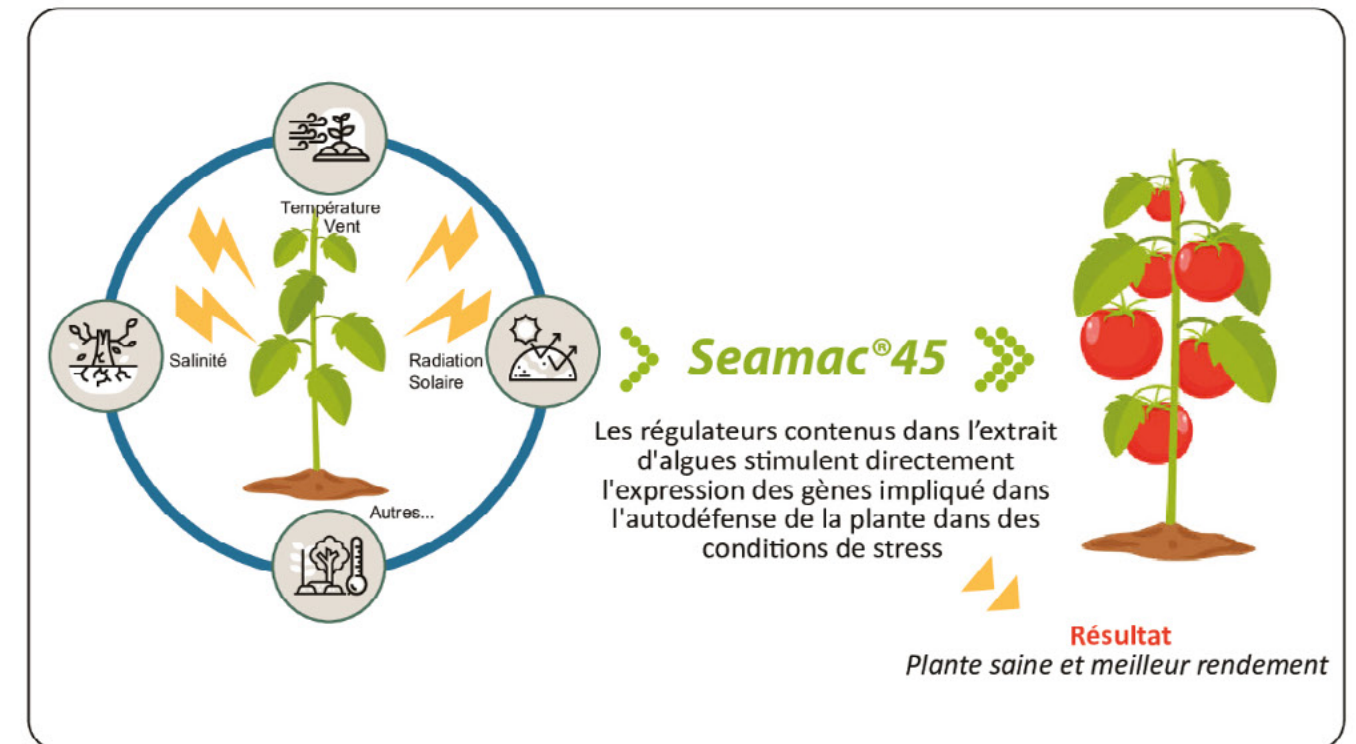 Température
Vent
Salinité
Radiation
Solaire
Autres...
Seamac®45
Les régulateurs contenus dans l’extrait
d'algues stimulent directement
l'expression des gènes impliqué dans
l'autodéfense de la plante dans des
conditions de stress
Résultat
Plante saine et meilleur rendement